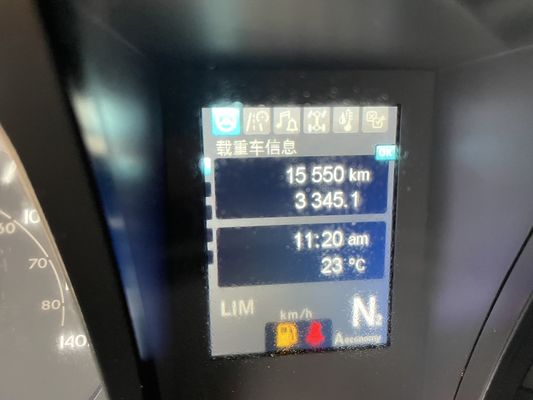 载重车信息
OK
15 550 km
3 345.1
11:20 am
23 °C
LIM
km/h
N
A economy
60
70
80
140